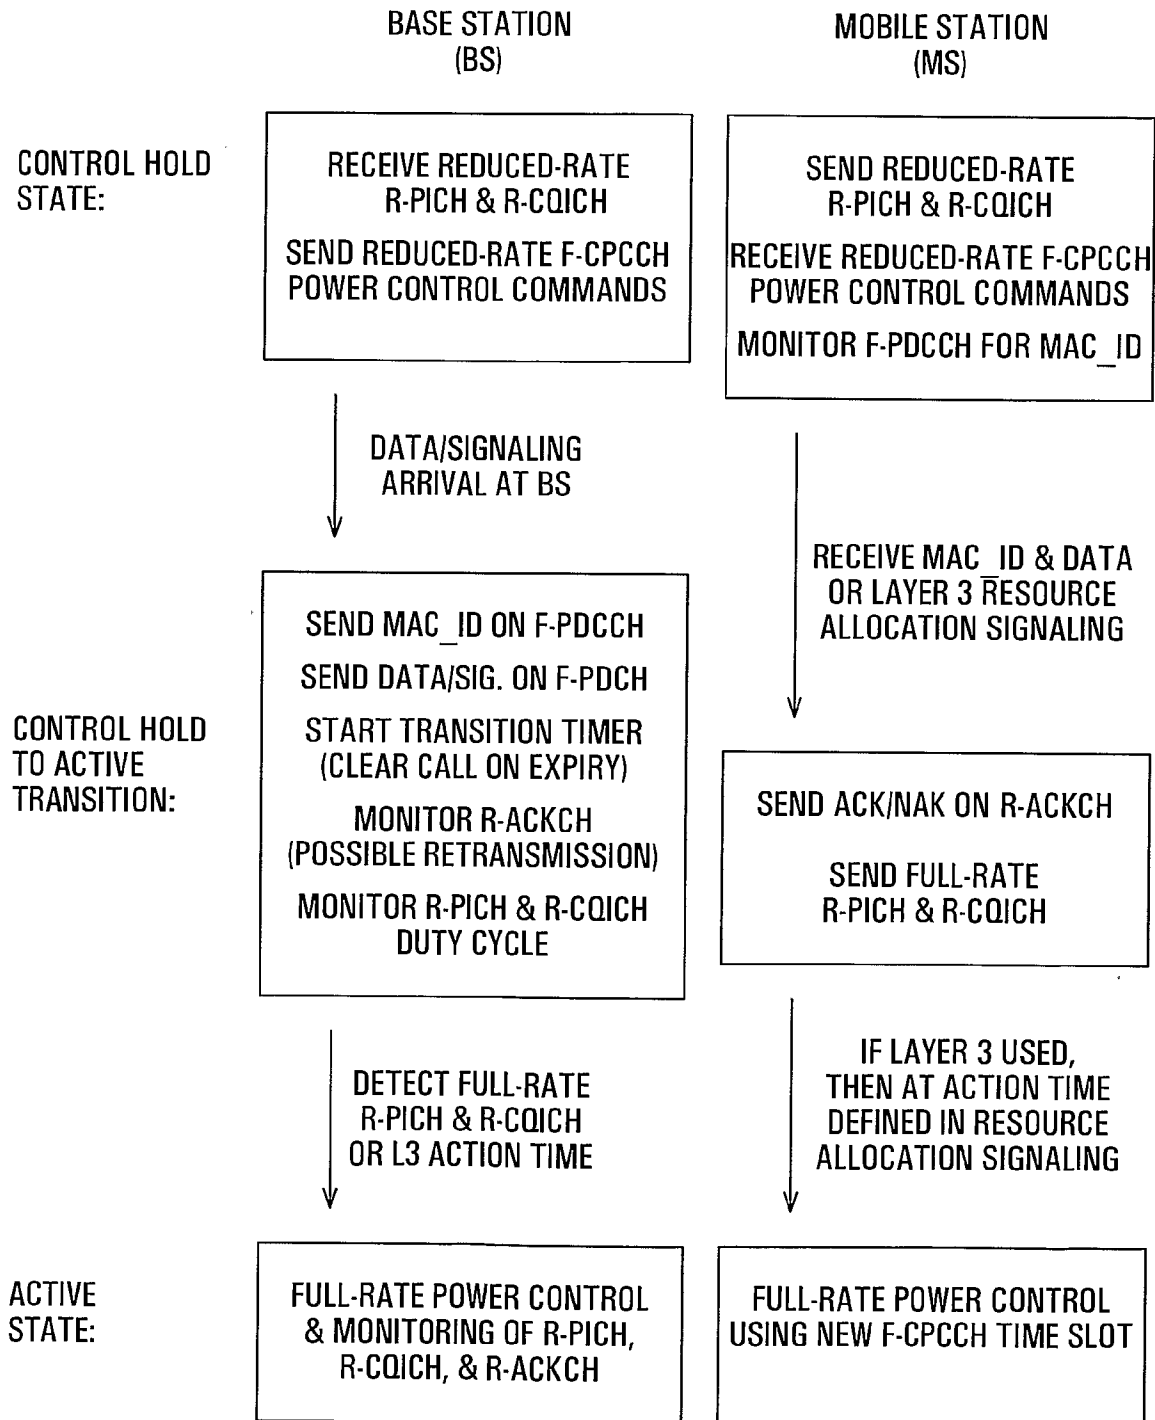 BASE STATION
(BS)
MOBILE STATION
(MS)
CONTROL HOLD
STATE:
RECEIVE REDUCED-RATE
R-PICH & R-CQICH
SEND REDUCED-RATE F-CPCCH
POWER CONTROL COMMANDS
SEND REDUCED-RATE
R-PICH & R-CQICH
RECEIVE REDUCED-RATE F-CPCCH
POWER CONTROL COMMANDS
MONITOR F-PDCCH FOR MAC_ID
DATA/SIGNALING
ARRIVAL AT BS
RECEIVE MAC_ID & DATA
OR LAYER 3 RESOURCE
ALLOCATION SIGNALING
CONTROL HOLD
TO ACTIVE
TRANSITION:
SEND MAC_ID ON F-PDCCH
SEND DATA/SIG. ON F-PDCH
START TRANSITION TIMER
(CLEAR CALL ON EXPIRY)
MONITOR R-ACKCH
(POSSIBLE RETRANSMISSION)
MONITOR R-PICH & R-CQICH
DUTY CYCLE
SEND ACK/NAK ON R-ACKCH
SEND FULL-RATE
R-PICH & R-CQICH
DETECT FULL-RATE
R-PICH & R-CQICH
OR L3 ACTION TIME
IF LAYER 3 USED,
THEN AT ACTION TIME
DEFINED IN RESOURCE
ALLOCATION SIGNALING
ACTIVE
STATE:
FULL-RATE POWER CONTROL
& MONITORING OF R-PICH,
R-CQICH, & R-ACKCH
FULL-RATE POWER CONTROL
USING NEW F-CPCCH TIME SLOT